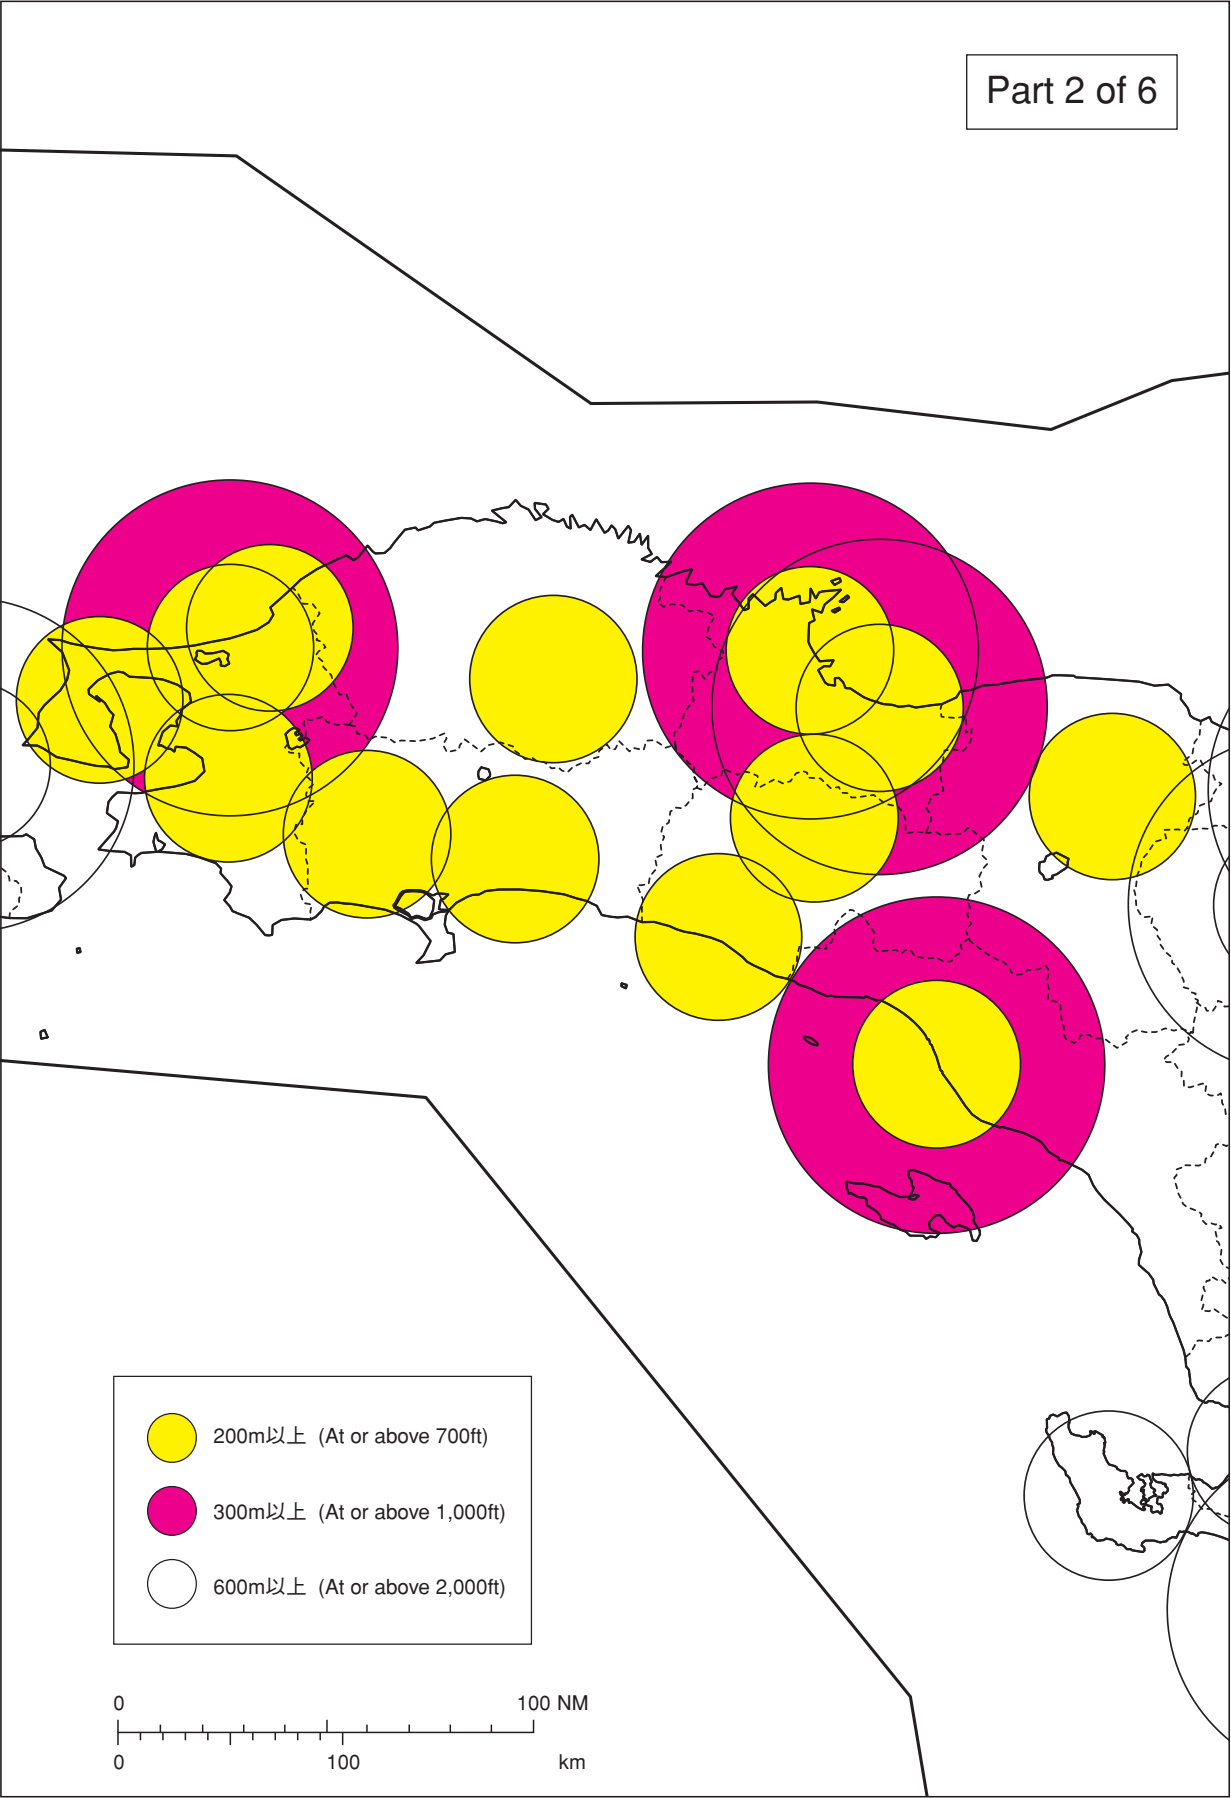 Part 2 of 6
200m以上 (At or above 700ft)
300m以上 (At or above 1,000ft)
600m以上 (At or above 2,000ft)
0 100 NM
0 100 km